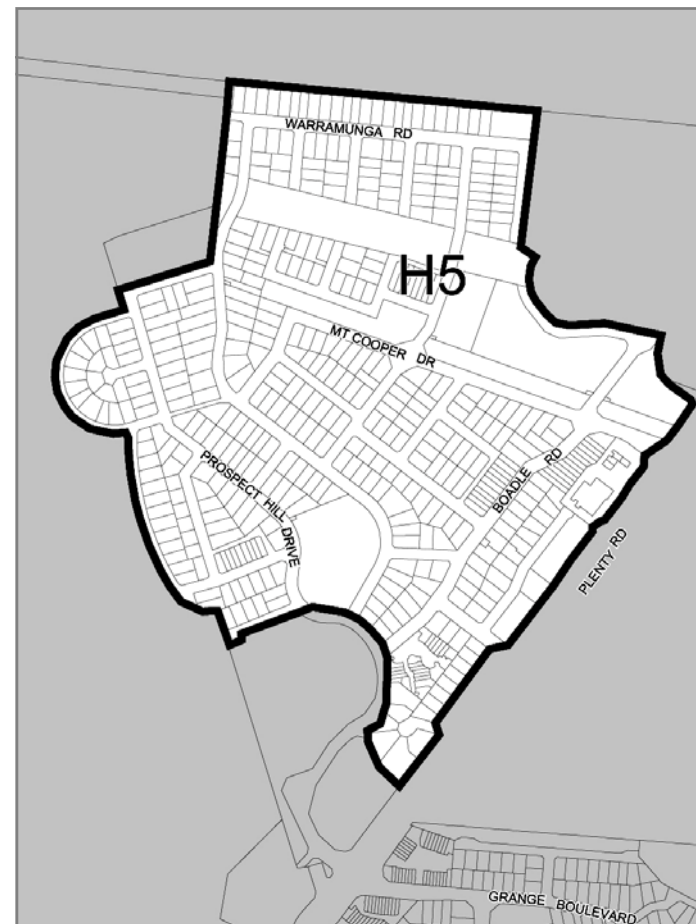 WARRAMUNGA RD
H5
MT COOPER DR
PROSPECT HILL DRIVE
BOADLE RD
PLENTY RD
GRANGE BOULEVARD